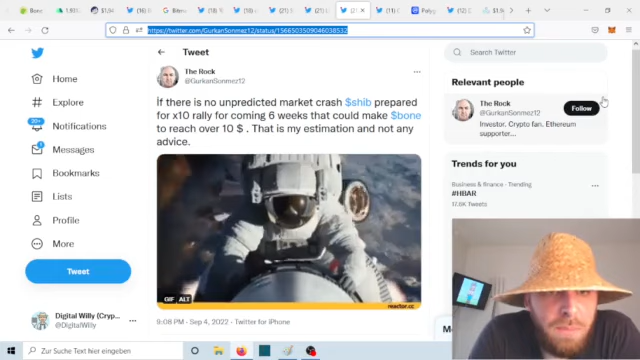 https://twitter.com/GurkanSonmez12/status/1566503509046038532
Tweet
Search Twitter
Home
Explore
20+
Notifications
Messages
Bookmarks
Lists
Profile
More
Tweet
Digital Willy (Cryp...
@DigitalWilly
The Rock
@GurkanSonmez12
If there is no unpredicted market crash $shib prepared
for x10 rally for coming 6 weeks that could make $bone
to reach over 10 $ . That is my estimation and not any
advice.
GIF ALT
reactor.cc
9:08 PM · Sep 4, 2022 · Twitter for iPhone
Relevant people
The Rock
@GurkanSonmez12
Follow
Investor. Crypto fan. Ethereum
supporter...
Trends for you
Business & finance · Trending
#HBAR
Zur Suche Text hier eingeben